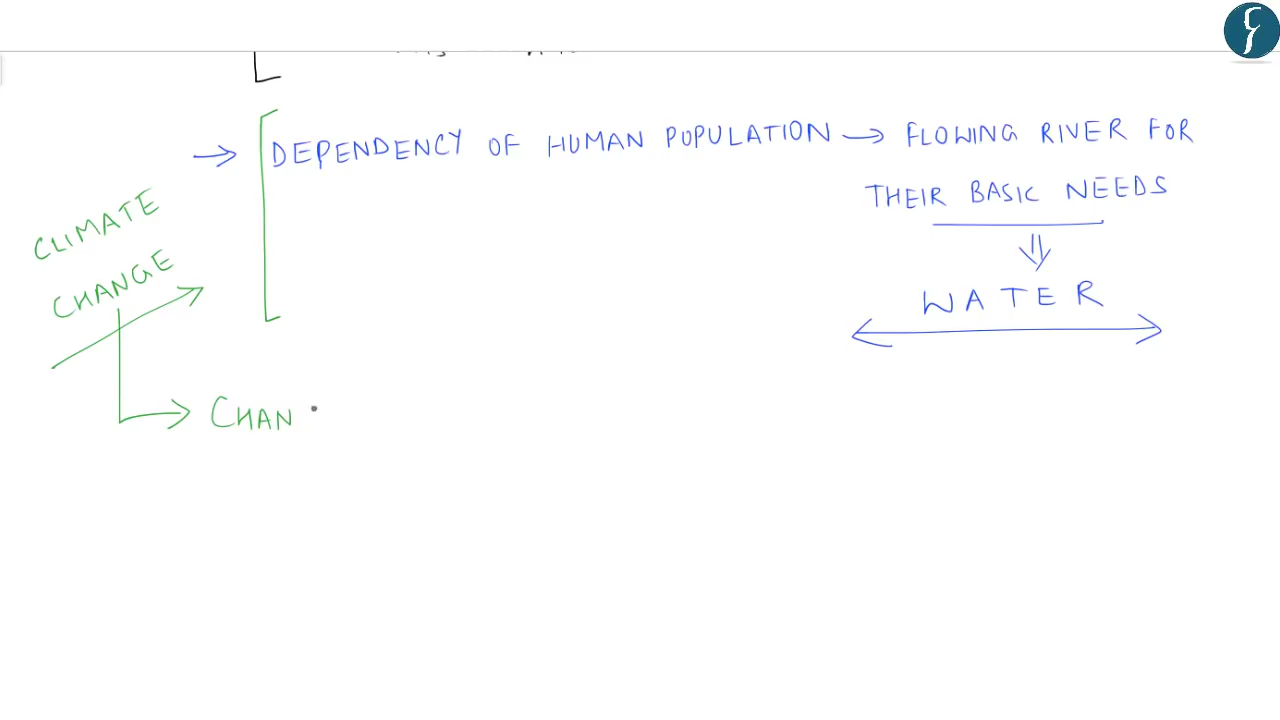 DEPENDENCY OF HUMAN POPULATION → FLOWING RIVER FOR
THEIR BASIC NEEDS
WATER
CLIMATE
CHANGE
CHAN